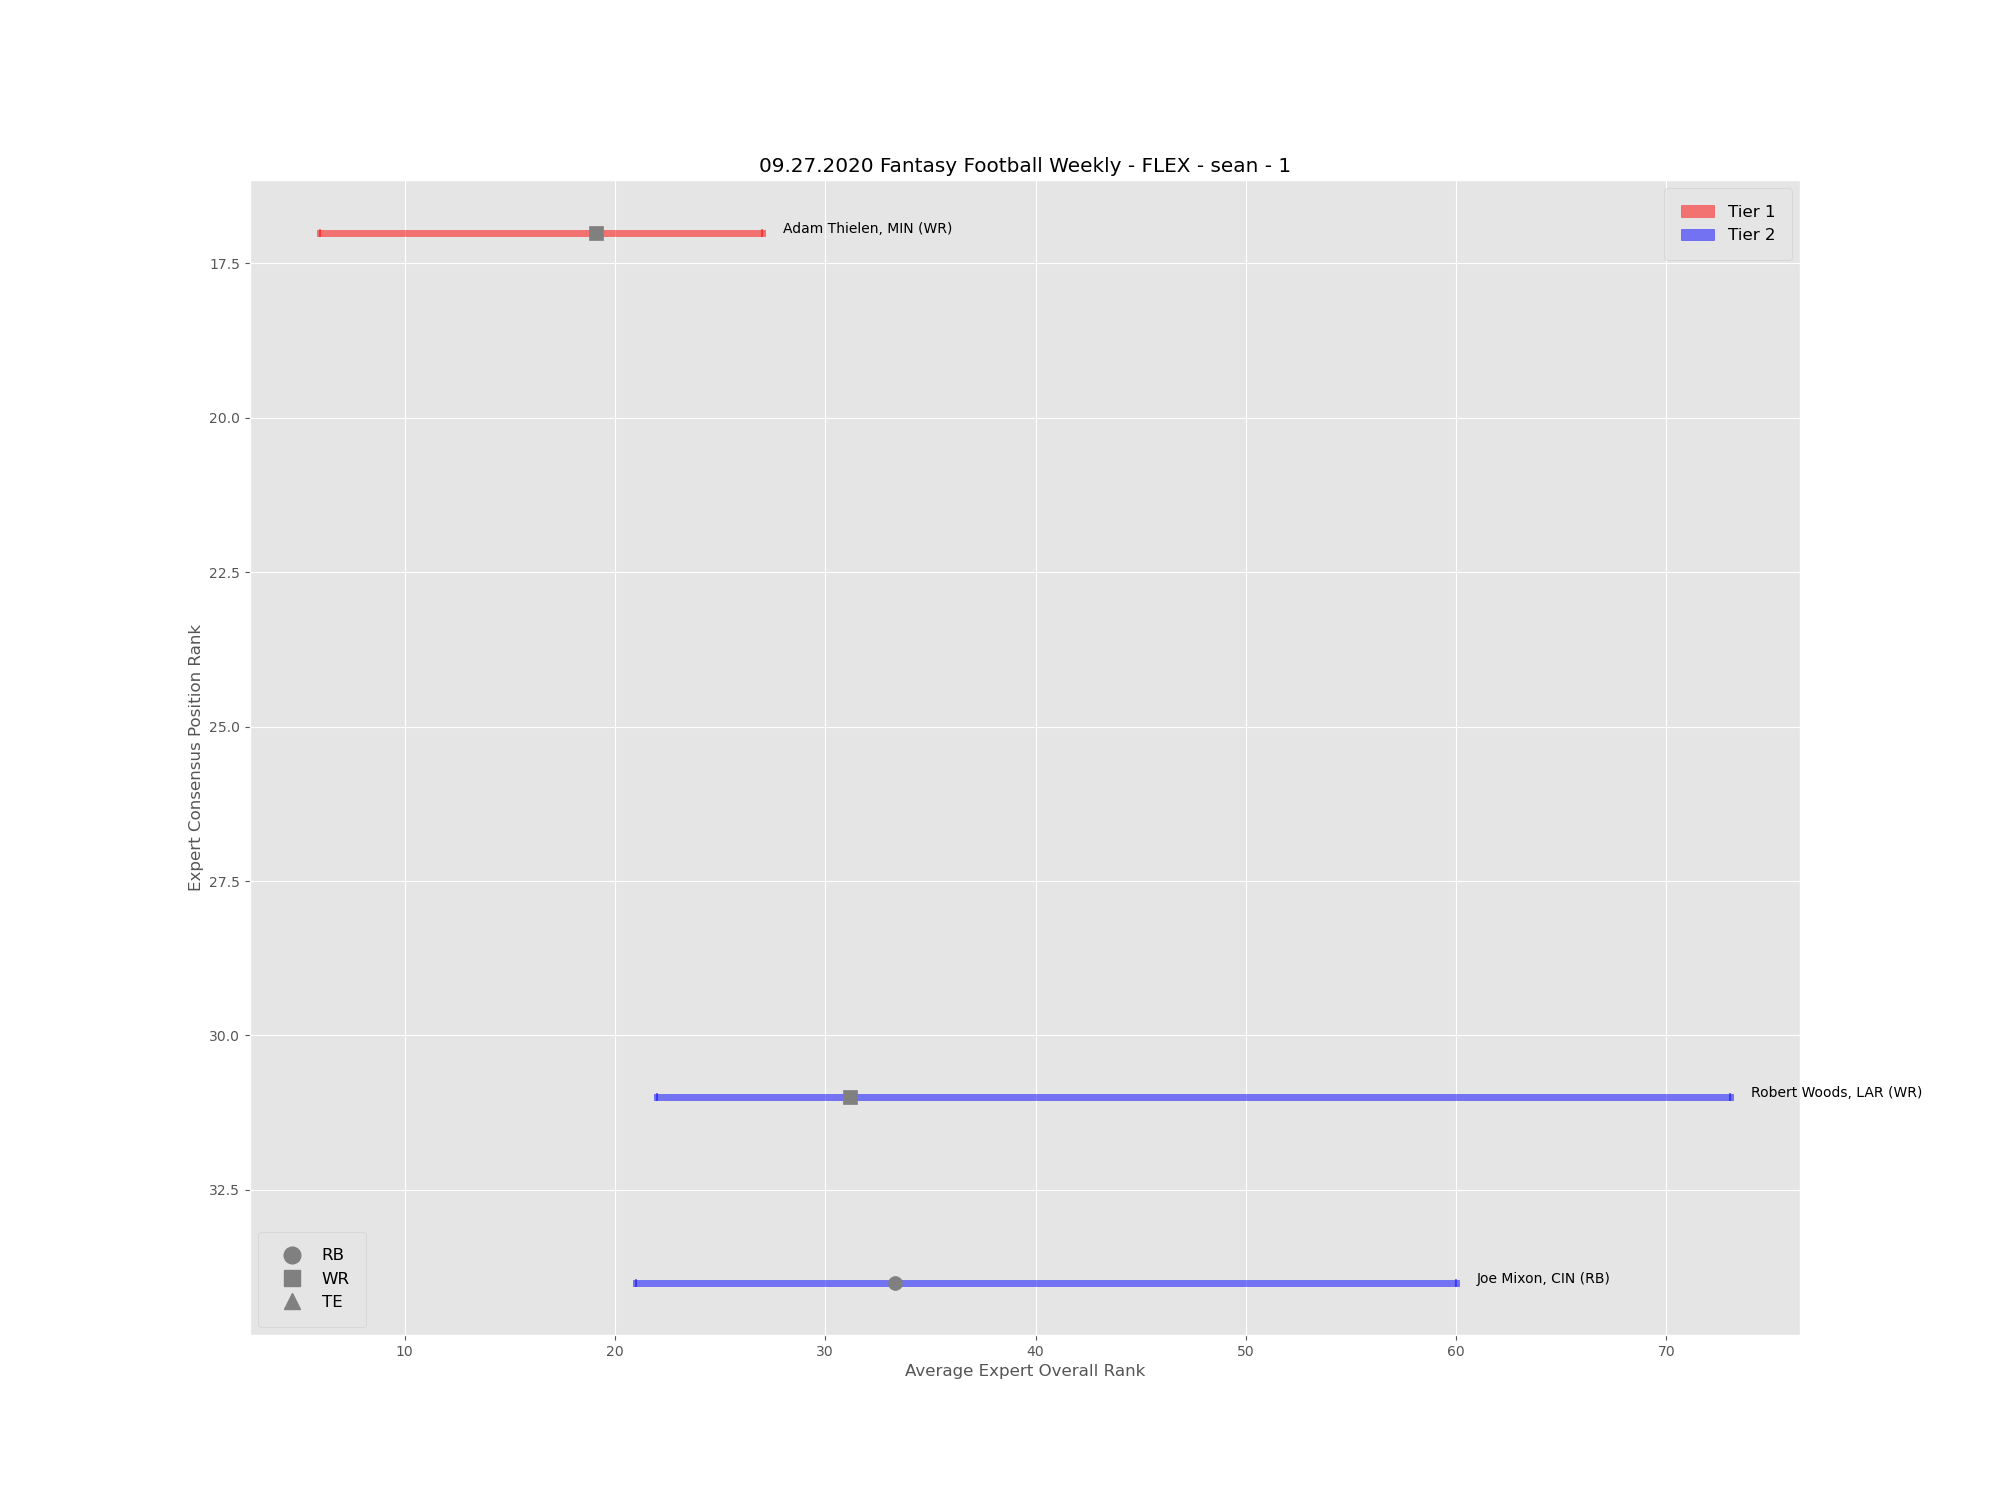 09.27.2020 Fantasy Football Weekly - FLEX - sean - 1
Tier 1
Tier 2
Adam Thielen, MIN (WR)
17.5
20.0
22.5
25.0
27.5
30.0
32.5
Expert Consensus Position Rank
Robert Woods, LAR (WR)
Joe Mixon, CIN (RB)
RB
WR
TE
10 20 30 40 50 60 70
Average Expert Overall Rank